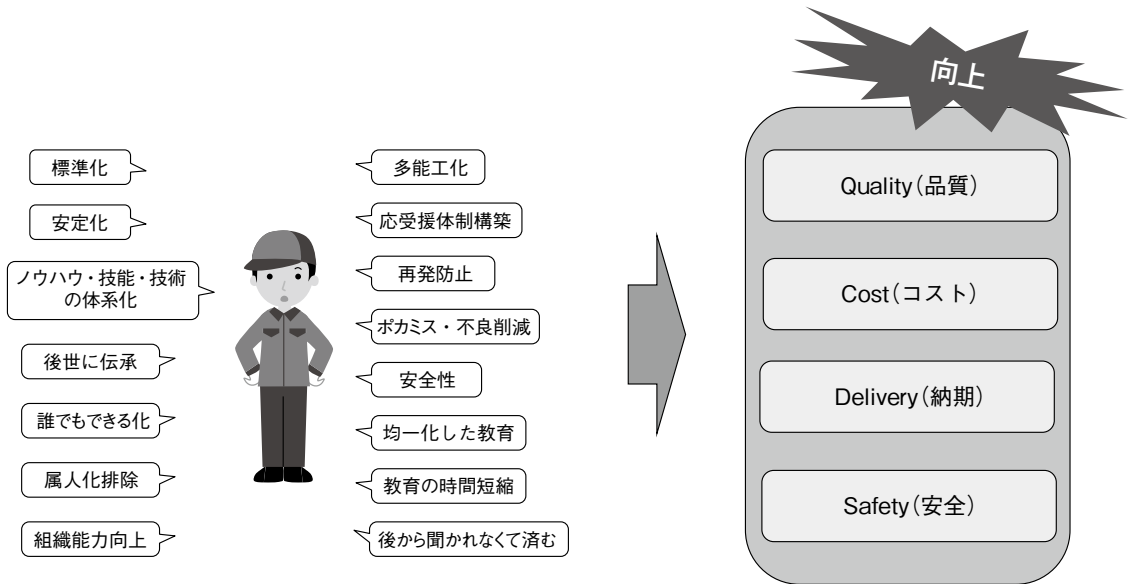 標準化
安定化
ノウハウ・技能・技術
の体系化
後世に伝承
誰でもできる化
属人化排除
組織能力向上
多能工化
応受援体制構築
再発防止
ポカミス・不良削減
安全性
均一化した教育
教育の時間短縮
後から聞かれなくて済む
向上
Quality(品質)
Cost(コスト)
Delivery(納期)
Safety(安全)